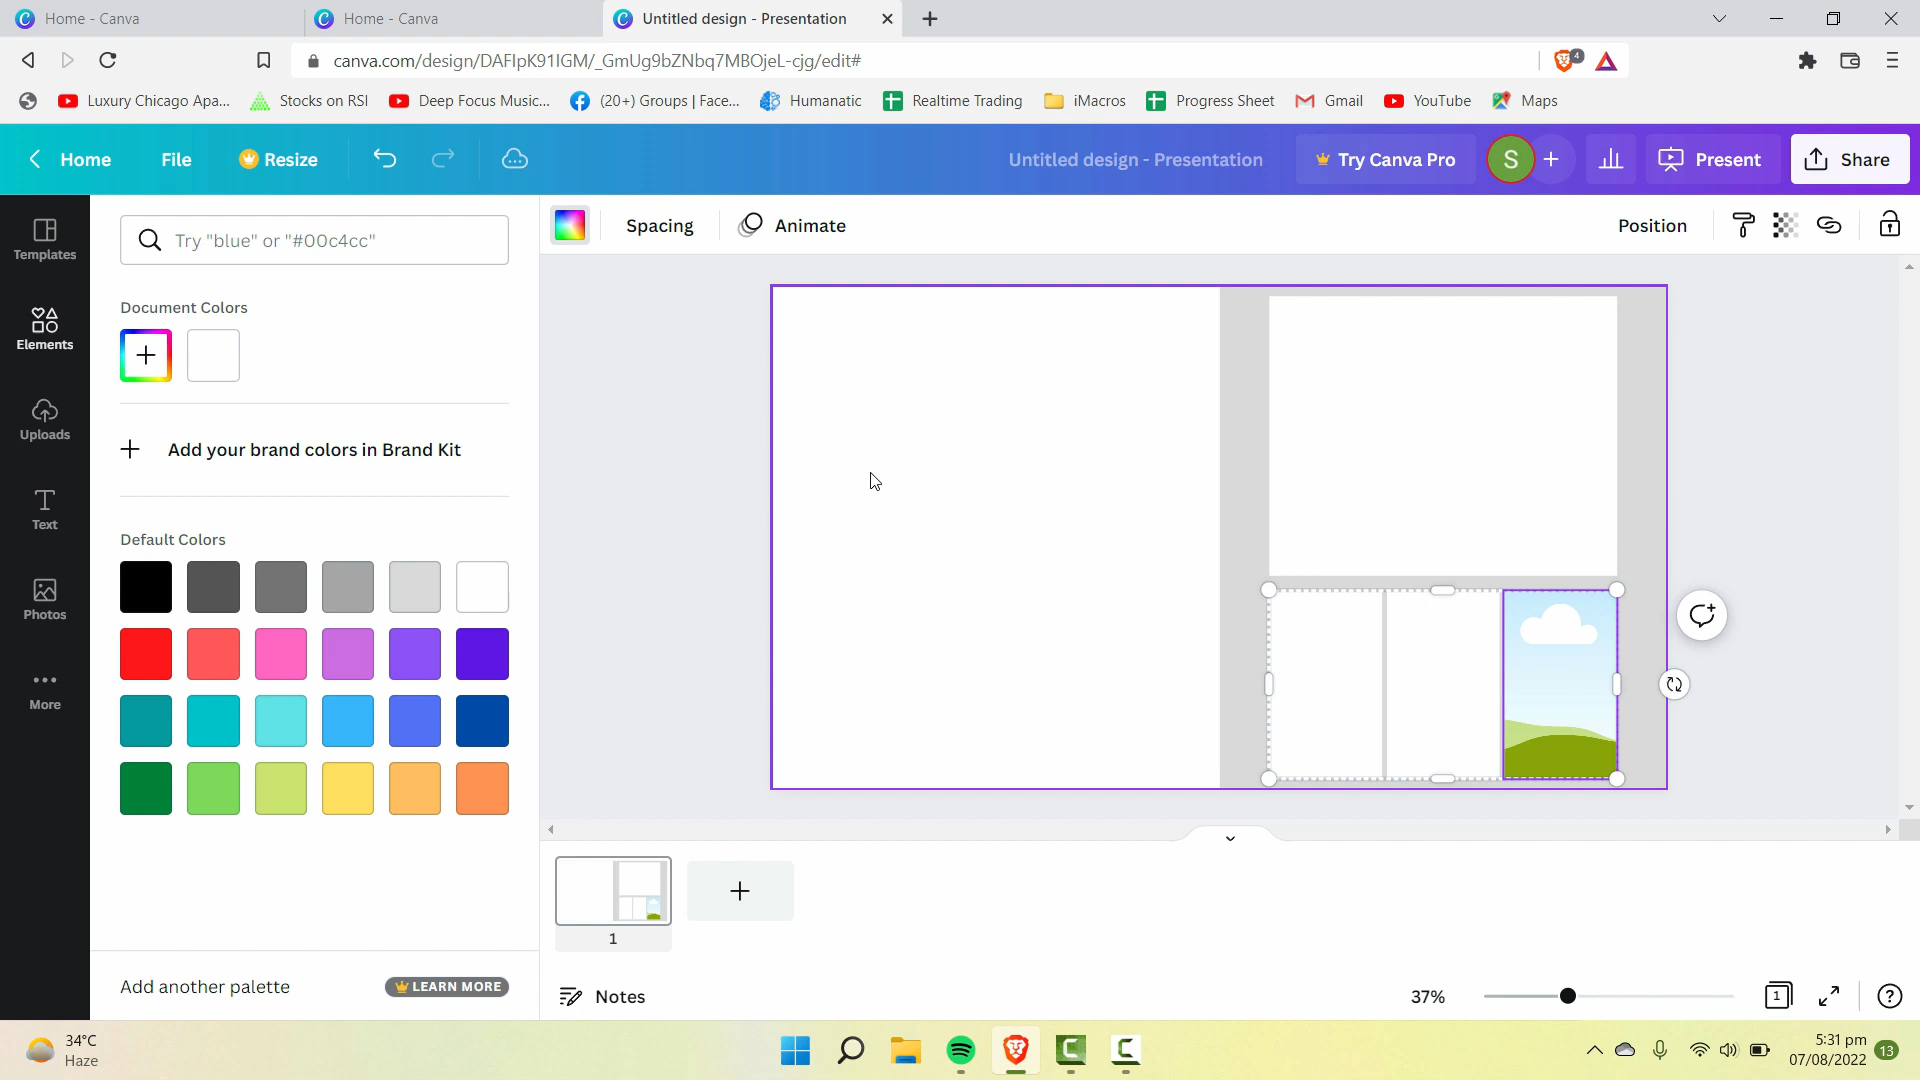 Home - Canva
Home - Canva
Untitled design - Presentation
canva.com/design/DAFIpK91IGM/_GmUg9bZNbq7MBOjeL-cjg/edit#
4
Luxury Chicago Apa...
Stocks on RSI
Deep Focus Music...
(20+) Groups | Face...
Humanatic
Realtime Trading
iMacros
Progress Sheet
Gmail
YouTube
Maps
Home
File
Resize
Untitled design - Presentation
Try Canva Pro
S
Present
Share
Templates
Elements
Uploads
Text
Photos
More
Try "blue" or "#00c4cc"
Document Colors
Add your brand colors in Brand Kit
Default Colors
Add another palette
LEARN MORE
Spacing
Animate
Position
1
Notes
37%
1
34°C
Haze
5:31 pm
07/08/2022
13